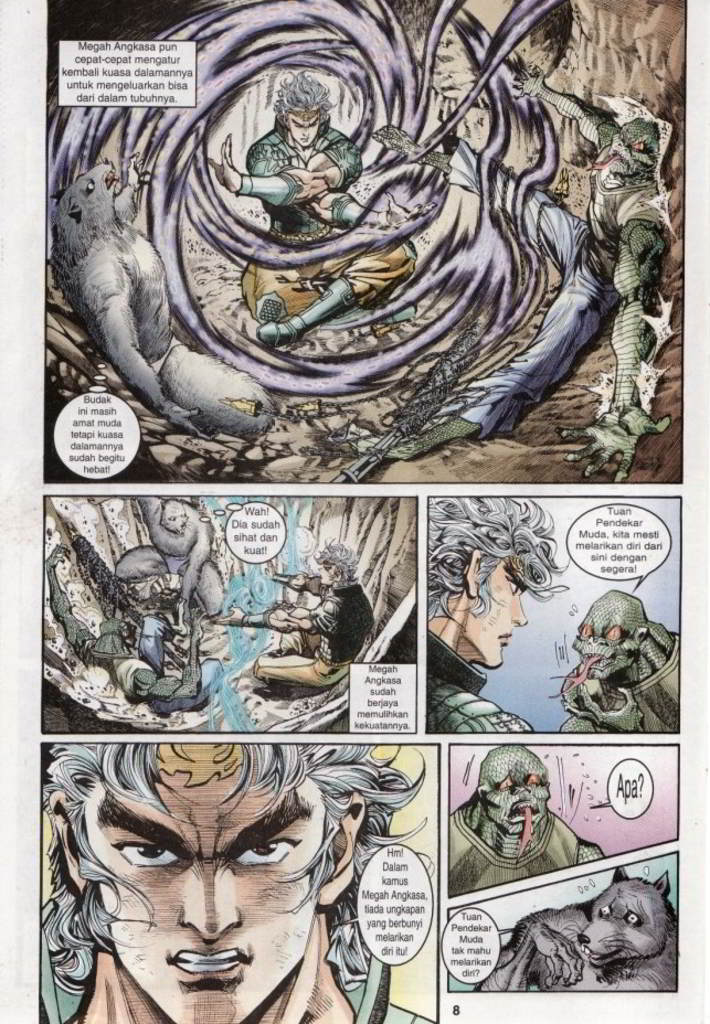 Megah Angkasa pun
cepat-cepat mengatur
kembali kuasa dalamannya
untuk mengeluarkan bisa
dari dalam tubuhnya.
Budak
ini masih
amat muda
tetapi kuasa
dalamannya
sudah begitu
hebat!
Wah!
Dia sudah
sihat dan
kuat!
Megah
Angkasa
sudah
berjaya
memulihkan
kekuatannya.
Tuan
Pendekar
Muda, kita mesti
melarikan diri dari
sini dengan
segera!
Hm!
Dalam
kamus
Megah Angkasa,
tiada ungkapan
yang berbunyi
melarikan
diri itu!
Apa?
Tuan
Pendekar
Muda
tak mahu
melarikan
diri?
8